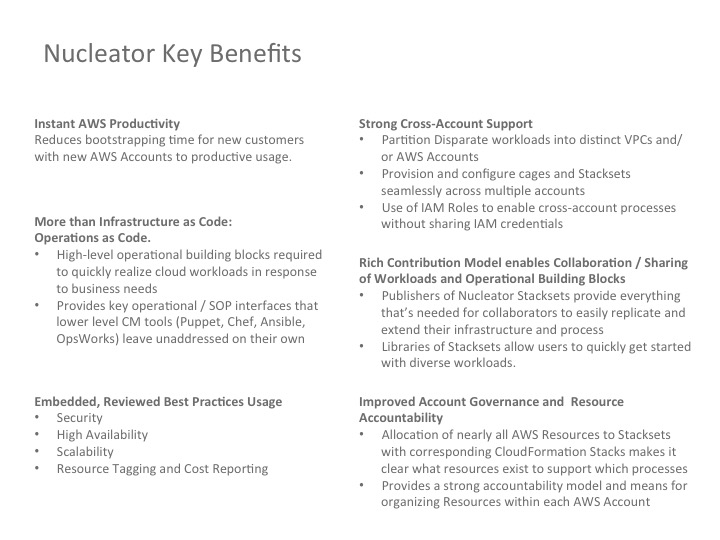 Nucleator Key Benefits
Instant AWS Productivity
Reduces bootstrapping time for new customers
with new AWS Accounts to productive usage.
More than Infrastructure as Code:
Operations as Code.
• High-level operational building blocks required
to quickly realize cloud workloads in response
to business needs
• Provides key operational / SOP interfaces that
lower level CM tools (Puppet, Chef, Ansible,
OpsWorks) leave unaddressed on their own
Embedded, Reviewed Best Practices Usage
• Security
• High Availability
• Scalability
• Resource Tagging and Cost Reporting
Strong Cross-Account Support
• Partition Disparate workloads into distinct VPCs and/
or AWS Accounts
• Provision and configure cages and Stacksets
seamlessly across multiple accounts
• Use of IAM Roles to enable cross-account processes
without sharing IAM credentials
Rich Contribution Model enables Collaboration / Sharing
of Workloads and Operational Building Blocks
• Publishers of Nucleator Stacksets provide everything
that's needed for collaborators to easily replicate and
extend their infrastructure and process
• Libraries of Stacksets allow users to quickly get started
with diverse workloads.
Improved Account Governance and  Resource
Accountability
• Allocation of nearly all AWS Resources to Stacksets
with corresponding CloudFormation Stacks makes it
clear what resources exist to support which processes
• Provides a strong accountability model and means for
organizing Resources within each AWS Account